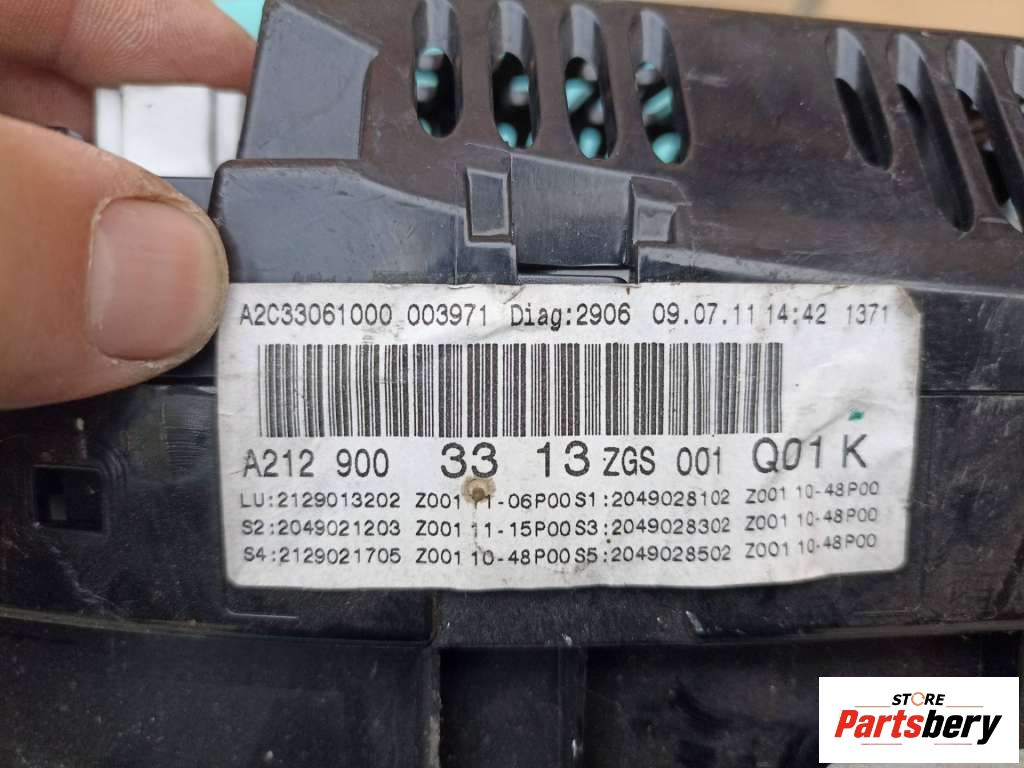 A2C33061000 003971 Diag:2906 09.07.11 14:42 1371
A212 900 33 13 ZGS 001 Q01 K
LU:2129013202 Z001 11-06P00 S1:2049028102 Z001 10-48P00
S2:2049021203 Z001 11-15P00 S3:2049028302 Z001 10-48P00
S4:2129021705 Z001 10-48P00 S5:2049028502 Z001 10-48P00
STORE
Partsbery